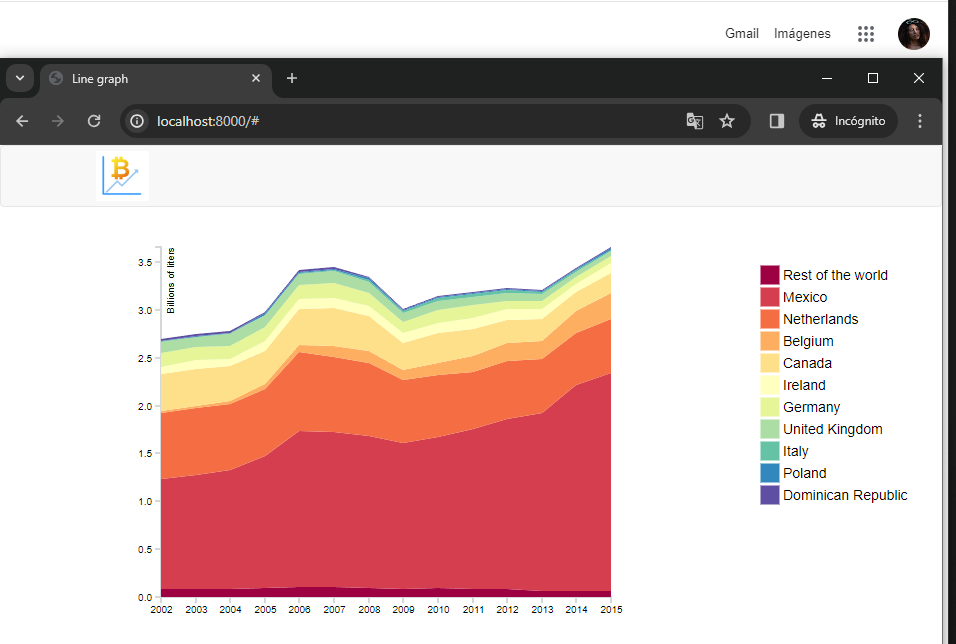 Gmail Imágenes
Line graph
localhost:8000/#
Incógnito
Billions of liters
3.5
3.0
2.5
2.0
1.5
1.0
0.5
0.0
2002 2003 2004 2005 2006 2007 2008 2009 2010 2011 2012 2013 2014 2015
Rest of the world
Mexico
Netherlands
Belgium
Canada
Ireland
Germany
United Kingdom
Italy
Poland
Dominican Republic